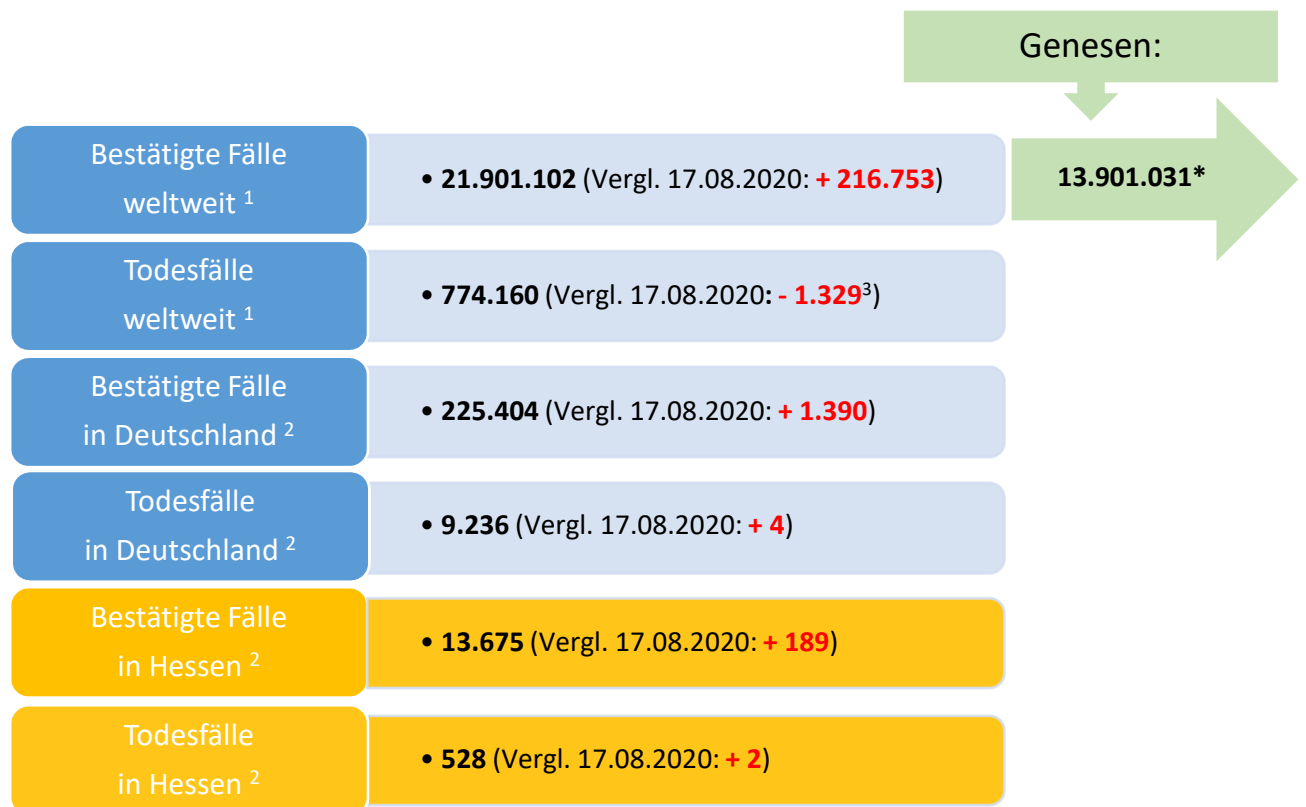 Genesen:
Bestätigte Fälle
weltweit ¹
• 21.901.102 (Vergl. 17.08.2020: + 216.753)
13.901.031*
Todesfälle
weltweit ¹
• 774.160 (Vergl. 17.08.2020: - 1.329³)
Bestätigte Fälle
in Deutschland ²
• 225.404 (Vergl. 17.08.2020: + 1.390)
Todesfälle
in Deutschland ²
• 9.236 (Vergl. 17.08.2020: + 4)
Bestätigte Fälle
in Hessen ²
• 13.675 (Vergl. 17.08.2020: + 189)
Todesfälle
in Hessen ²
• 528 (Vergl. 17.08.2020: + 2)